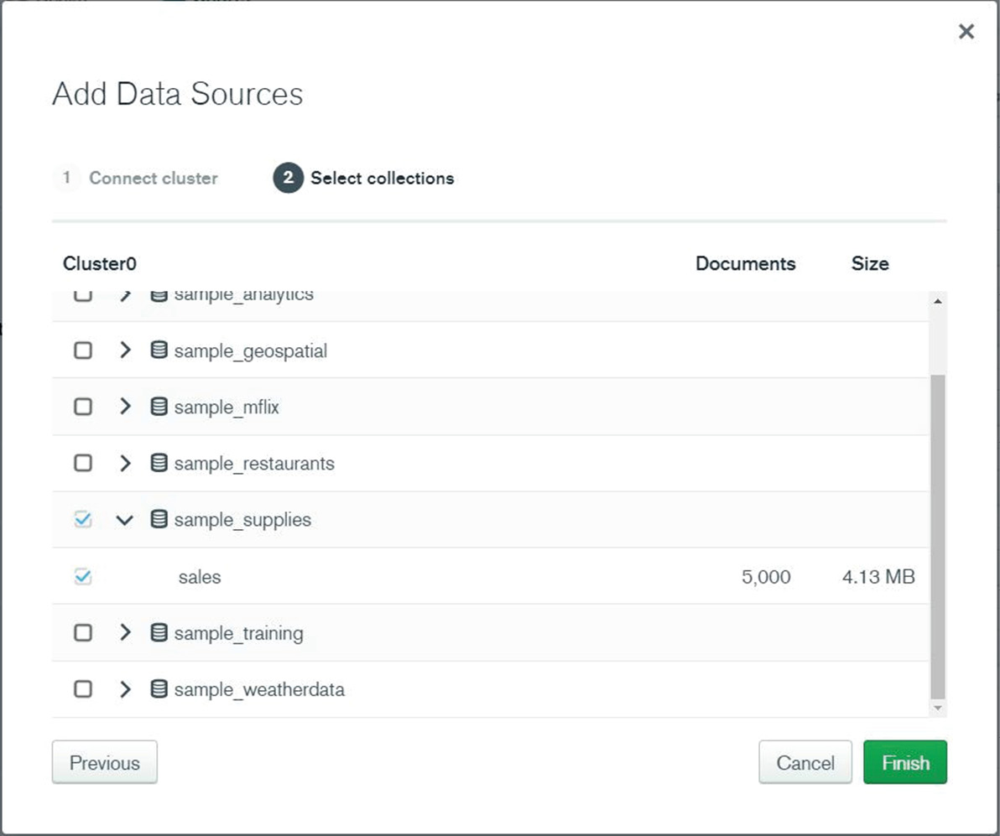 Add Data Sources
1 Connect cluster 2 Select collections
Cluster0 Documents Size
sample_analytics
sample_geospatial
sample_mflix
sample_restaurants
sample_supplies
sales 5,000 4.13 MB
sample_training
sample_weatherdata
Previous Cancel Finish